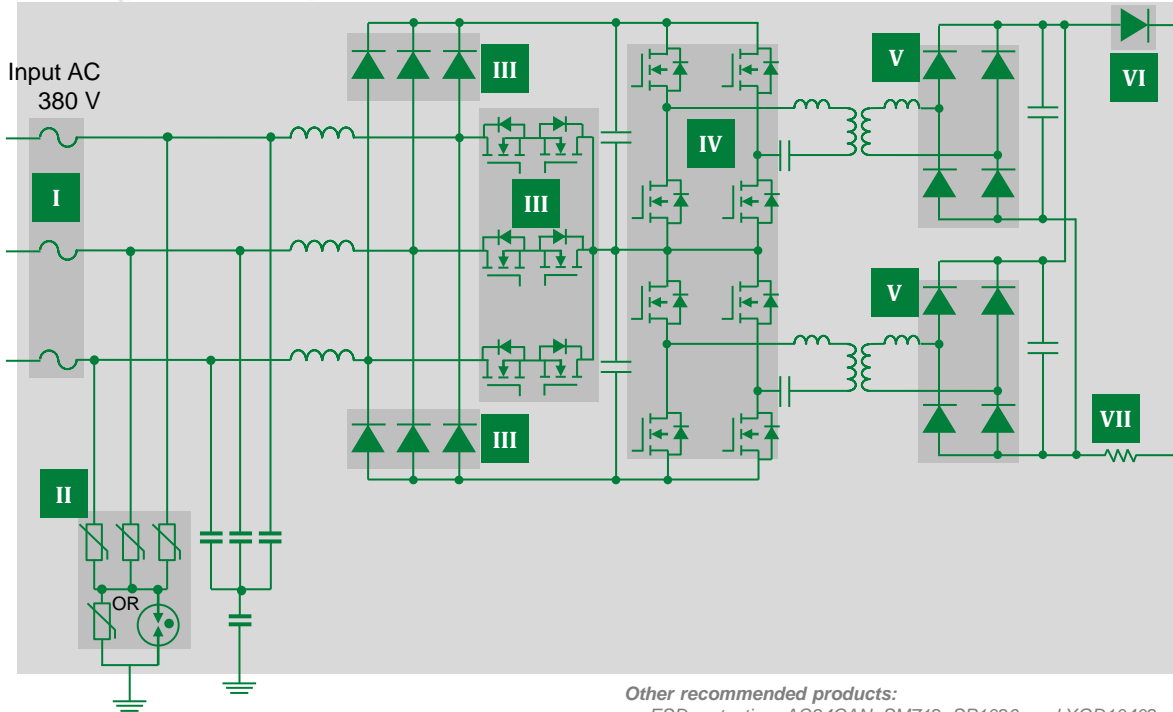 Input AC
380 V
I
II
III
III
III
IV
V
V
VI
VII
OR
Other recommended products: